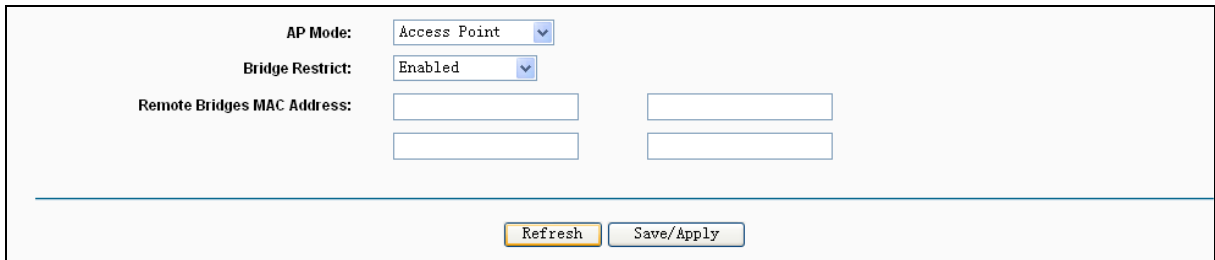 AP Mode: Access Point
Bridge Restrict: Enabled
Remote Bridges MAC Address:
Refresh Save/Apply